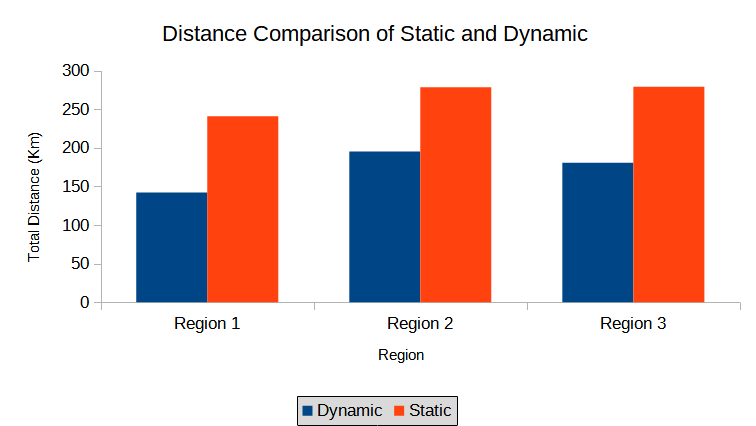 Distance Comparison of Static and Dynamic
Total Distance (Km)
300
250
200
150
100
50
0
Region 1 Region 2 Region 3
Region
Dynamic Static